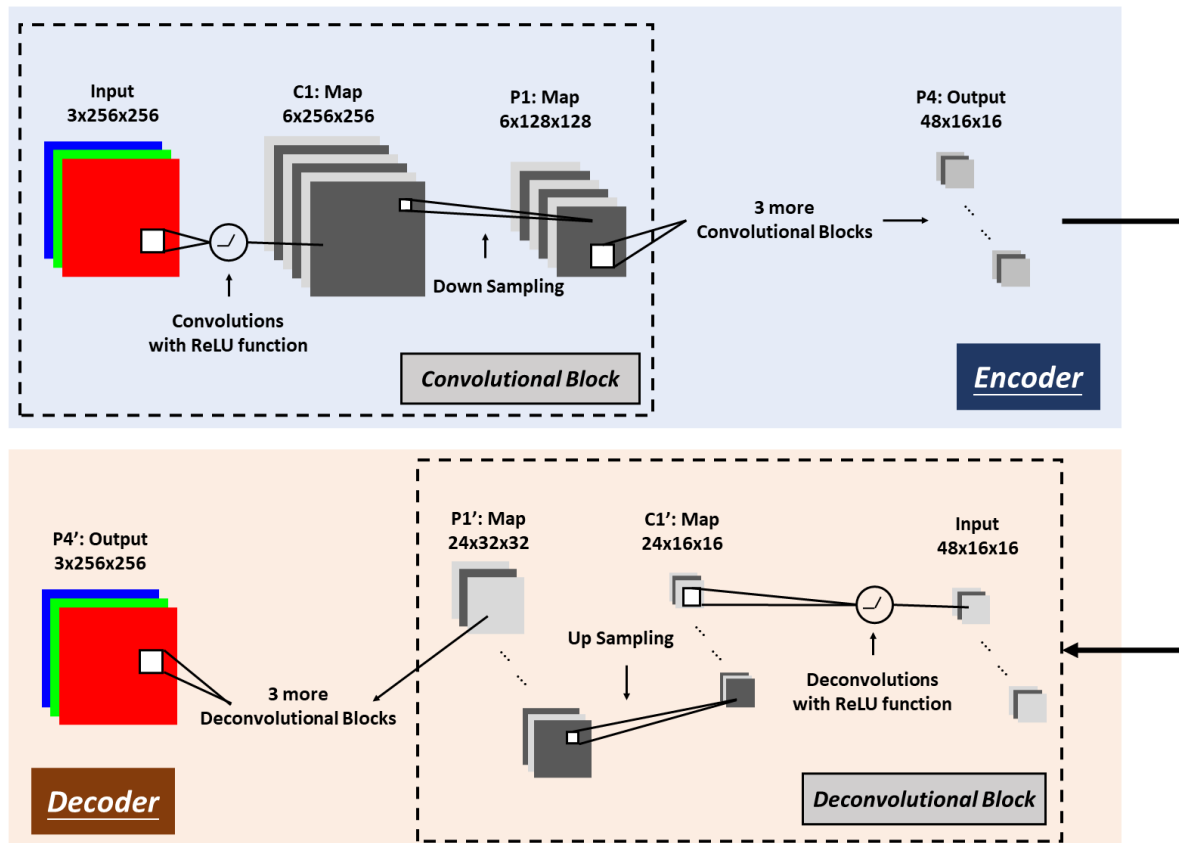 Input
3x256x256
C1: Map
6x256x256
P1: Map
6x128x128
P4: Output
48x16x16
3 more
Convolutional Blocks
Down Sampling
Convolutions
with ReLU function
Convolutional Block
Encoder
P1’: Map
24x32x32
C1’: Map
24x16x16
Input
48x16x16
P4’: Output
3x256x256
Up Sampling
Deconvolutions
with ReLU function
3 more
Deconvolutional Blocks
Decoder
Deconvolutional Block